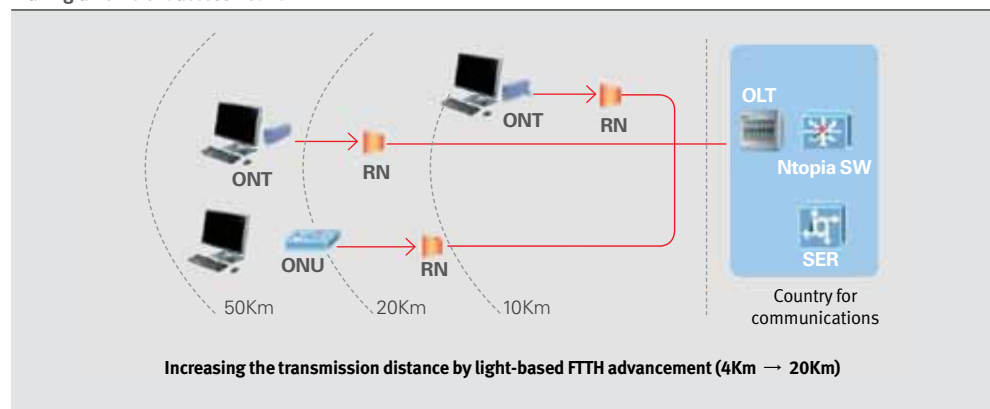 ONT
RN
OLT
Ntopia SW
ONT
RN
ONU
RN
SER
50Km
20Km
10Km
Country for
communications
Increasing the transmission distance by light-based FTTH advancement (4Km → 20Km)